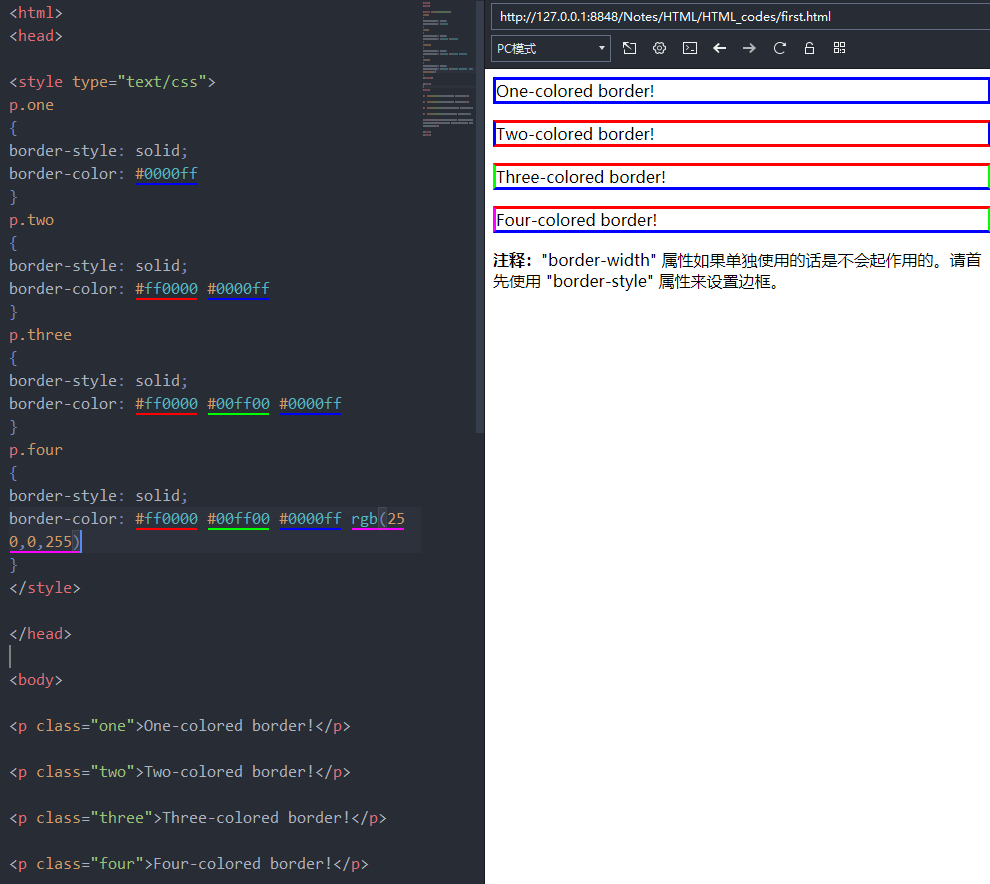 <html>
<head>
<style type="text/css">
p.one
{
border-style: solid;
border-color: #0000ff
}
p.two
{
border-style: solid;
border-color: #ff0000 #0000ff
}
p.three
{
border-style: solid;
border-color: #ff0000 #00ff00 #0000ff
}
p.four
{
border-style: solid;
border-color: #ff0000 #00ff00 #0000ff rgb(25
0,0,255)
}
</style>
</head>
<body>
<p class="one">One-colored border!</p>
<p class="two">Two-colored border!</p>
<p class="three">Three-colored border!</p>
<p class="four">Four-colored border!</p>
http://127.0.0.1:8848/Notes/HTML/HTML_codes/first.html
PC模式
One-colored border!
Two-colored border!
Three-colored border!
Four-colored border!
注释："border-width" 属性如果单独使用的话是不会起作用的。请首
先使用 "border-style" 属性来设置边框。